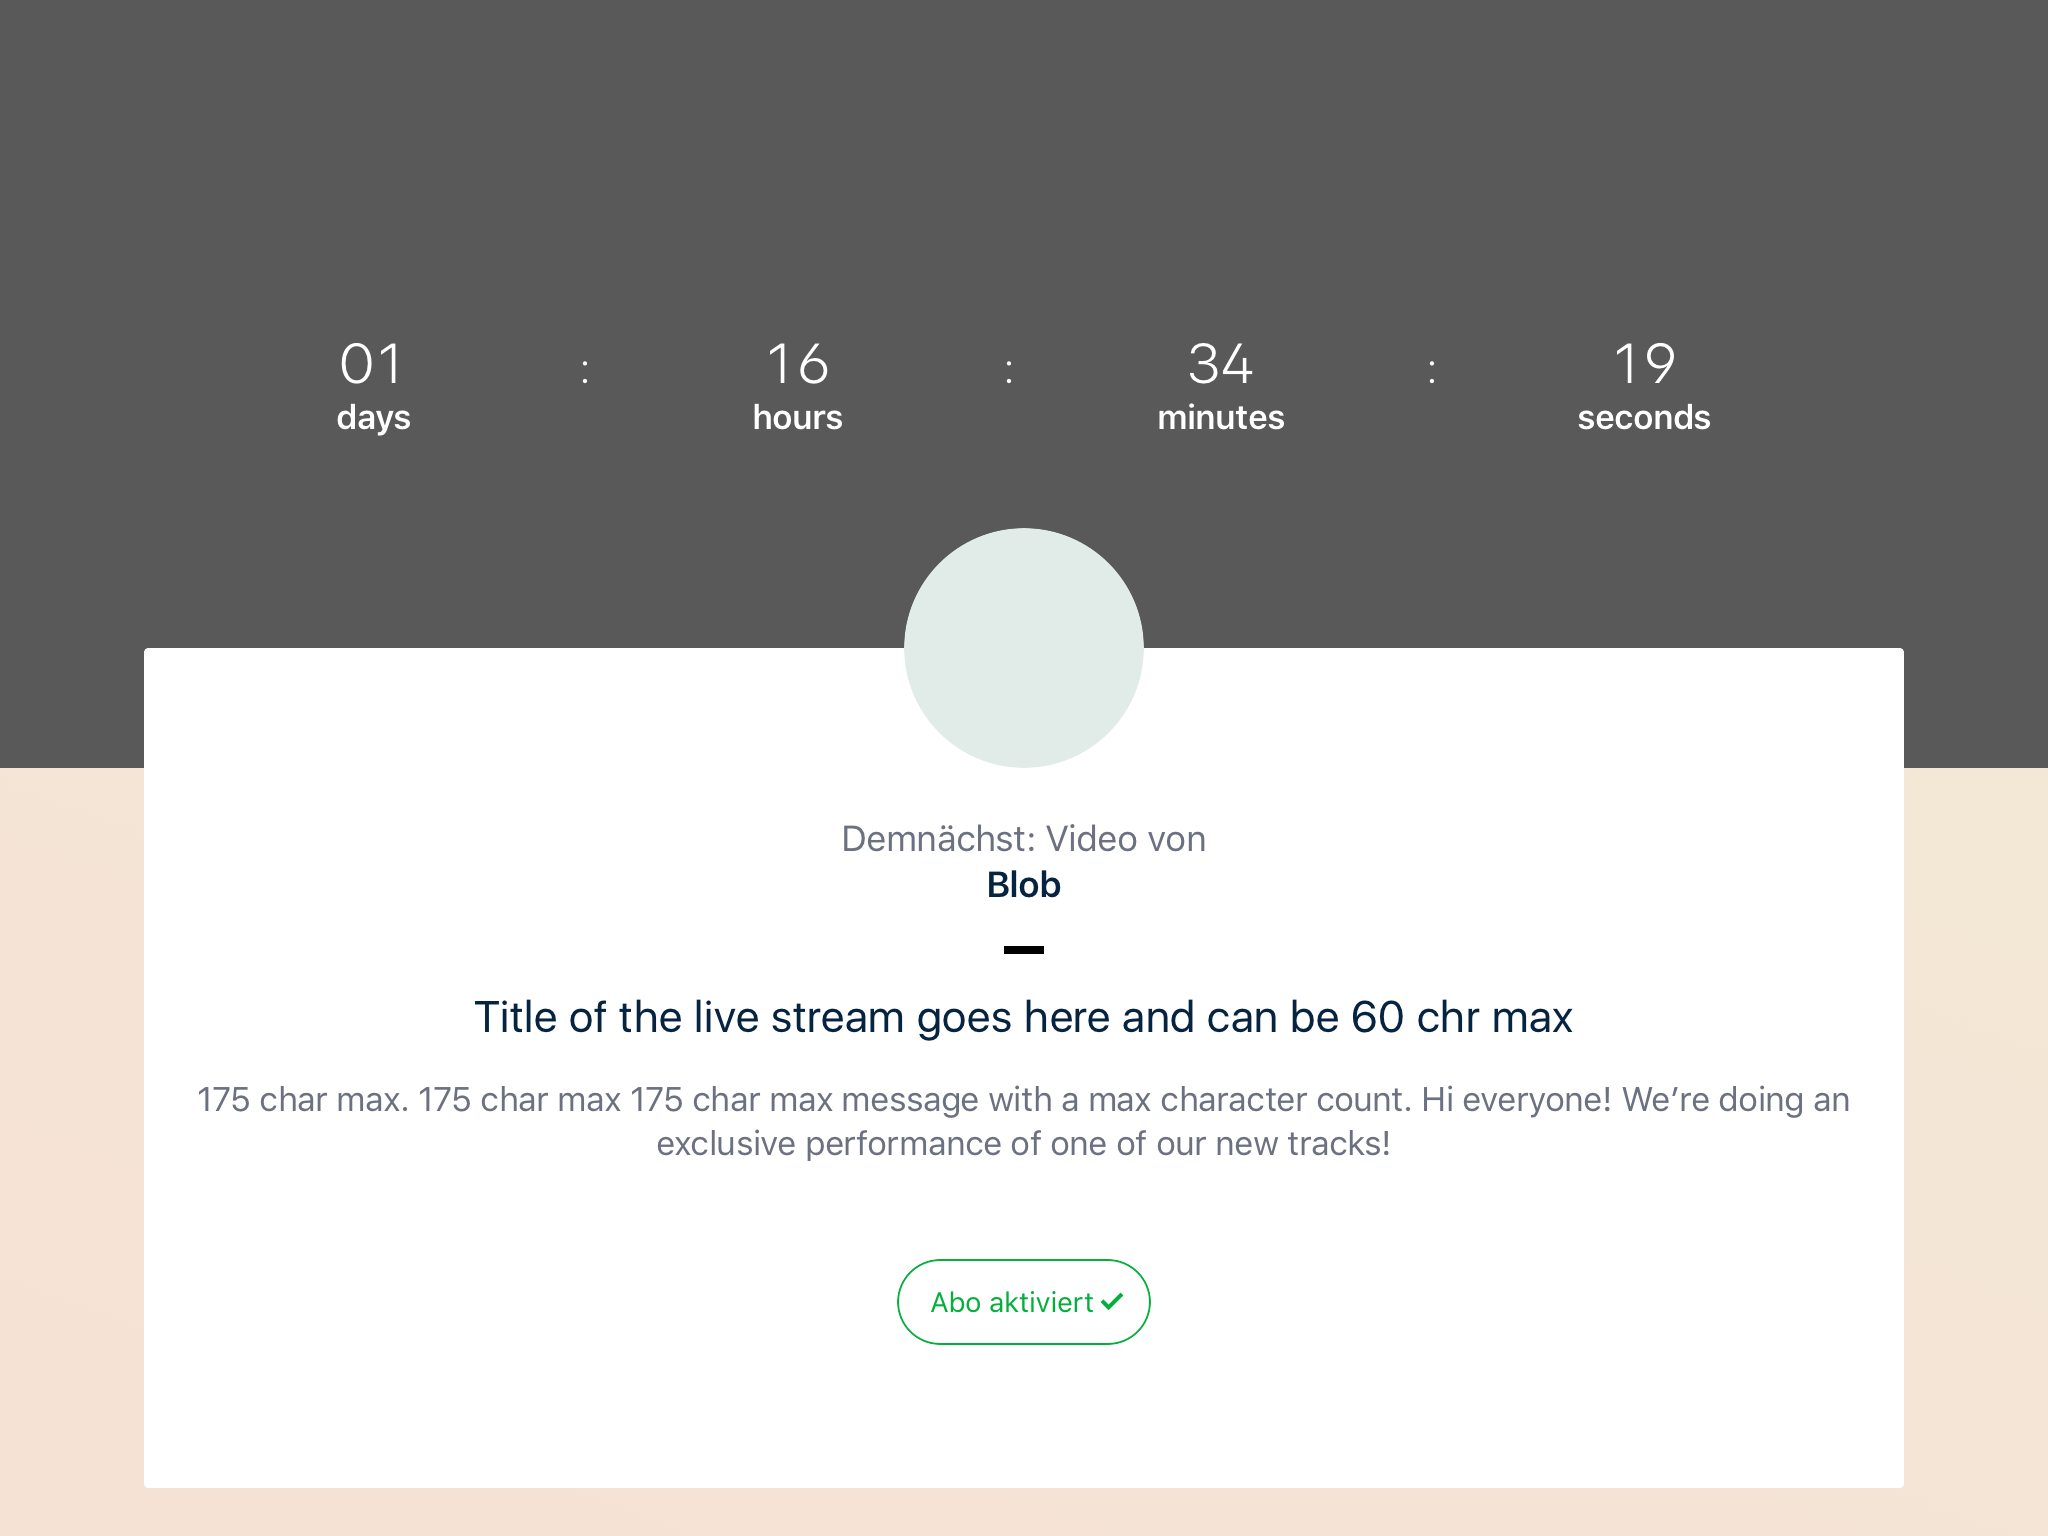 01 : 16 : 34 : 19
days hours minutes seconds
Demnächst: Video von
Blob
Title of the live stream goes here and can be 60 chr max
175 char max. 175 char max 175 char max message with a max character count. Hi everyone! We’re doing an
exclusive performance of one of our new tracks!
Abo aktiviert